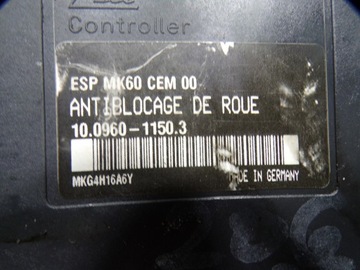 Controller
ESP MK60 CEM 00
ANTIBLOCAGE DE ROUE
10.0960-1150.3
MKG4H16A6Y
MADE IN GERMANY